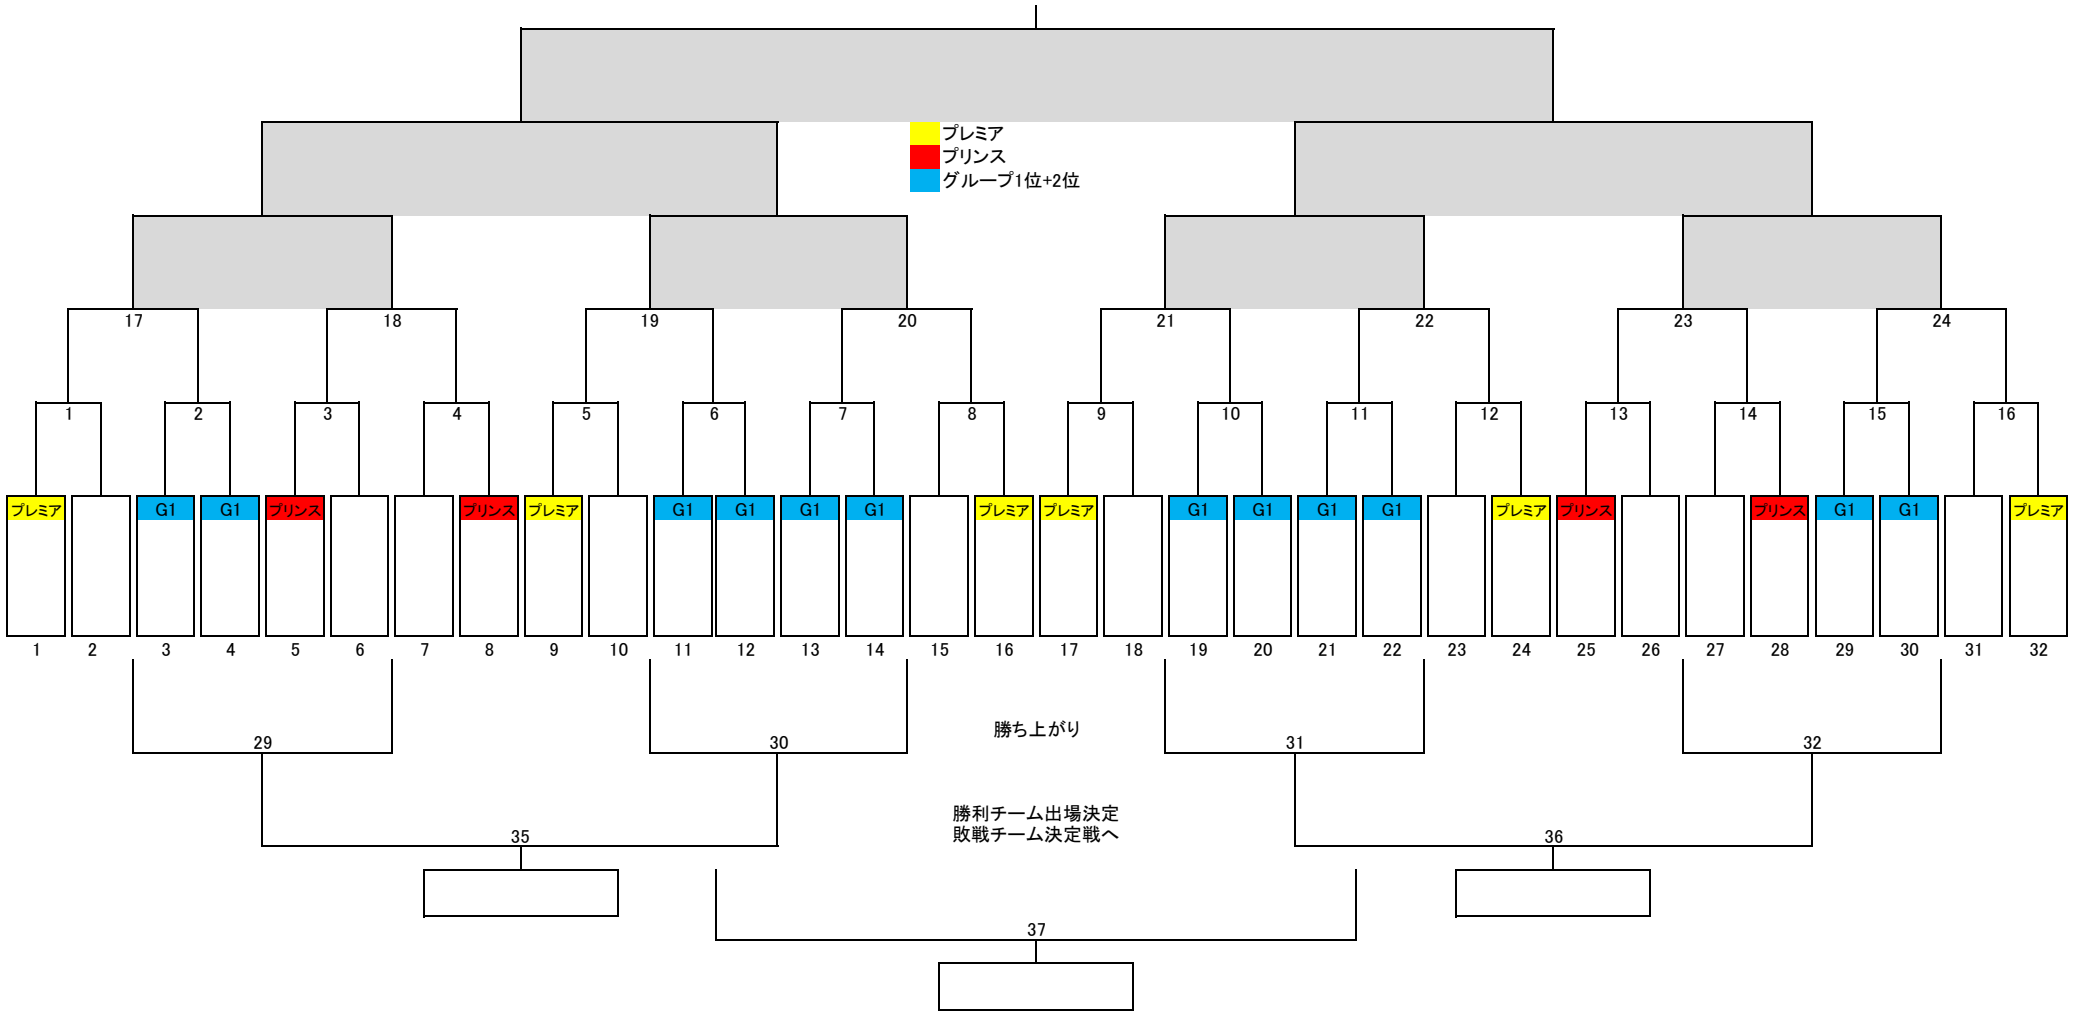 プレミア
プリンス
グループ1位+2位
17 18 19 20 21 22 23 24
1 2 3 4 5 6 7 8 9 10 11 12 13 14 15 16
プレミア G1 G1 プリンス プリンス プレミア G1 G1 G1 G1 プレミア プレミア G1 G1 G1 G1 プレミア プリンス プリンス G1 G1 プレミア
1 2 3 4 5 6 7 8 9 10 11 12 13 14 15 16 17 18 19 20 21 22 23 24 25 26 27 28 29 30 31 32
勝ち上がり
29 30 31 32
勝利チーム出場決定
敗戦チーム決定戦へ
35 36
37